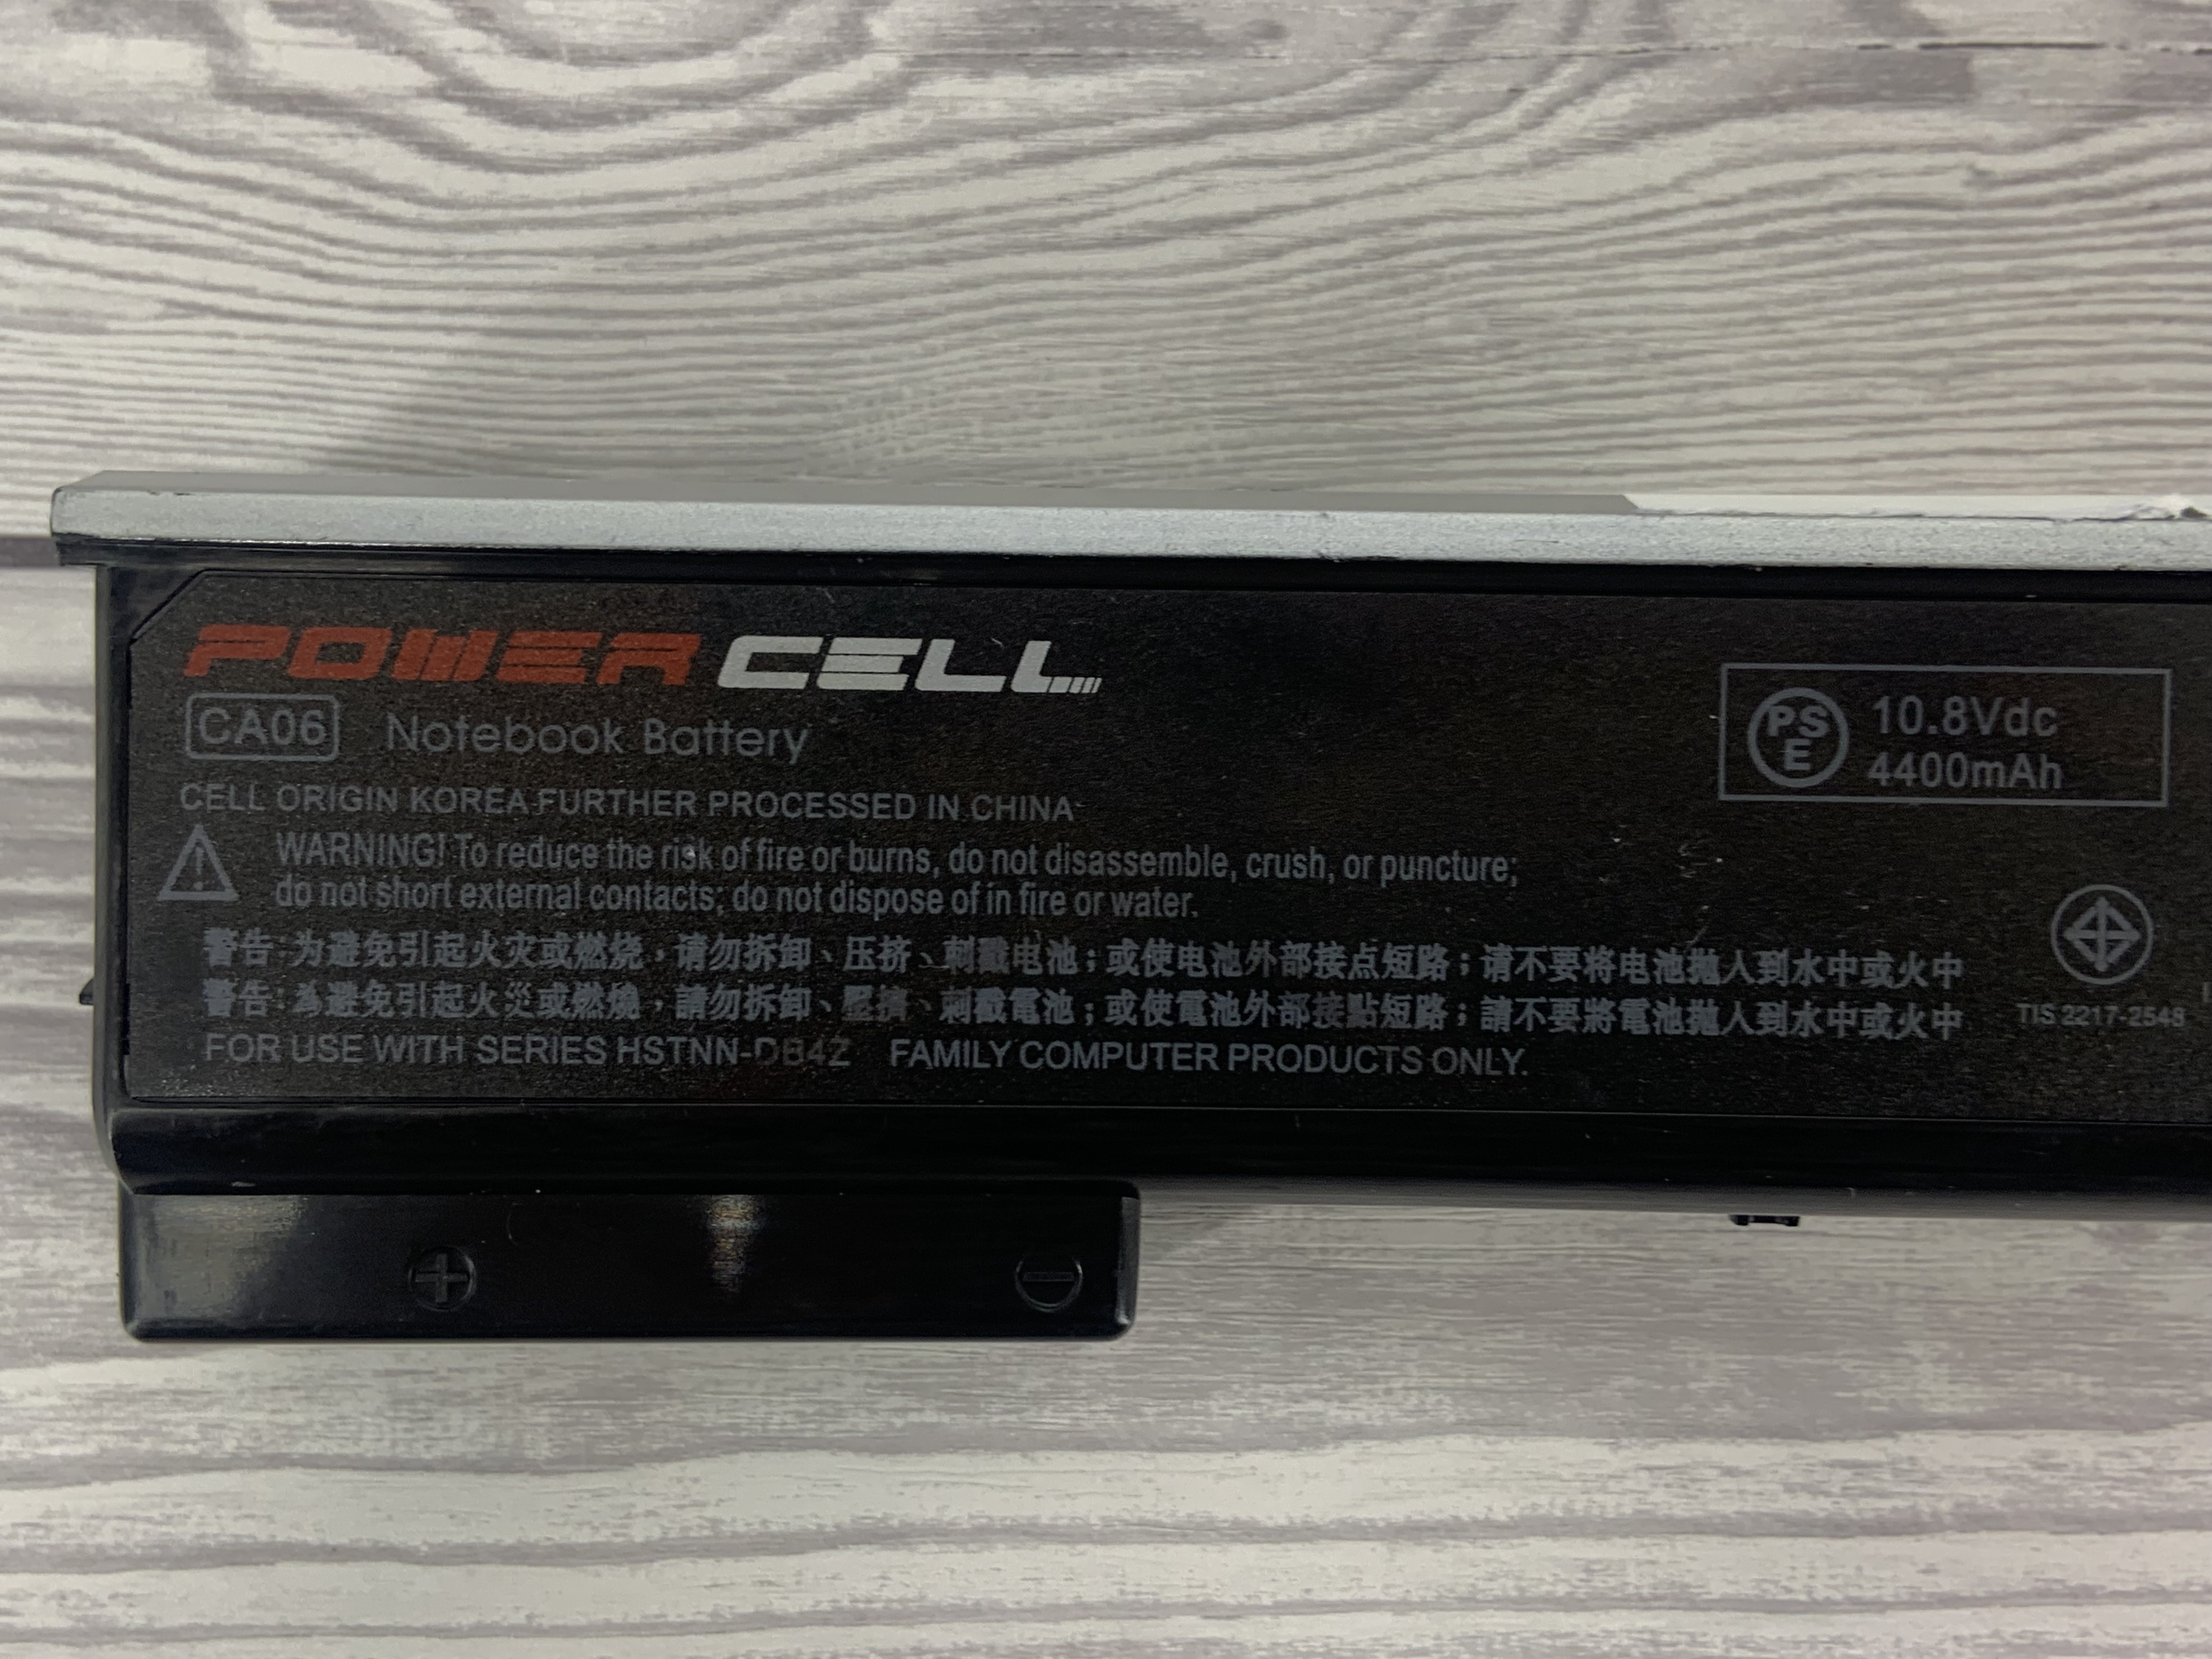 POWER CELL
CA06 Notebook Battery
CELL ORIGIN KOREA.FURTHER PROCESSED IN CHINA
WARNING! To reduce the risk of fire or burns, do not disassemble, crush, or puncture;
do not short external contacts; do not dispose of in fire or water.
警告:为避免引起火灾或燃烧，请勿拆卸、压挤、刺戳电池；或使电池外部接点短路；请不要将电池抛入到水中或火中
警告:為避免引起火災或燃燒，請勿拆卸、壓擠、刺戳電池；或使電池外部接點短路；請不要將電池拋入到水中或火中
FOR USE WITH SERIES HSTNN-DB4Z FAMILY COMPUTER PRODUCTS ONLY.
PS
E
10.8Vdc
4400mAh
TIS 2217-2548